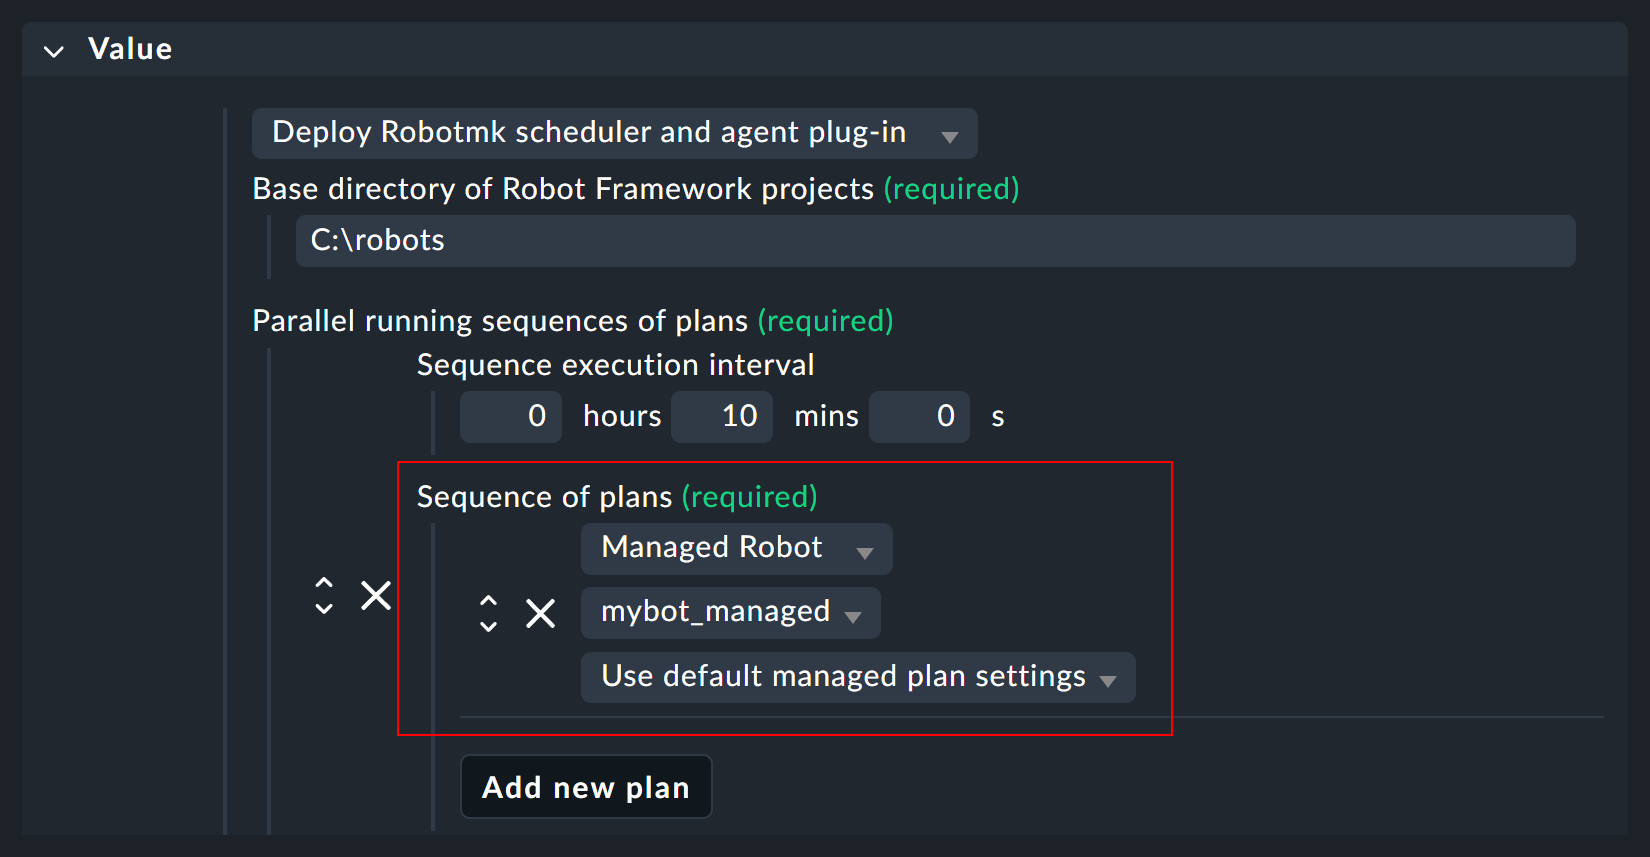 Value
Deploy Robotmk scheduler and agent plug-in
Base directory of Robot Framework projects (required)
C:\robots
Parallel running sequences of plans (required)
Sequence execution interval
0 hours 10 mins 0 s
Sequence of plans (required)
Managed Robot
mybot_managed
Use default managed plan settings
Add new plan